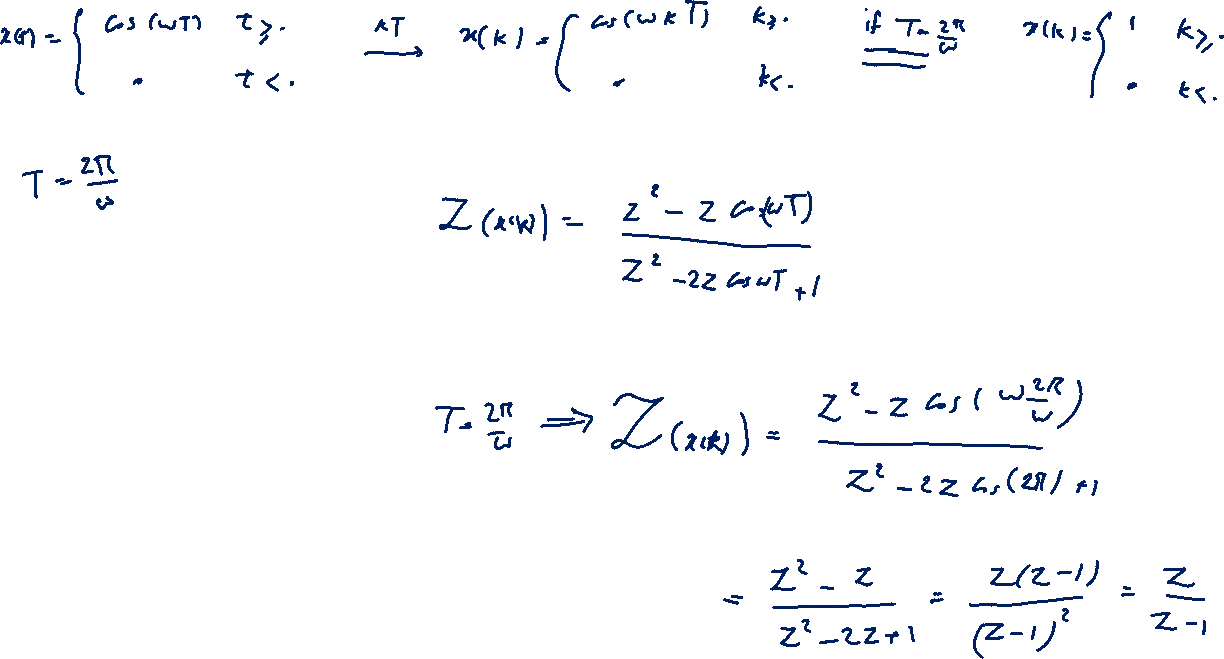 x(t) = { cos(ωT) t ≥ 0 ; 0 t < 0 —kT→ x(k) = { cos(ωkT) k ≥ 0 ; 0 k < 0 if T = 2π/ω x(k) = { 1 k ≥ 0 ; 0 t < 0
T = 2π/ω
Z(x(k)) = (z² - z cos(ωT)) / (z² - 2z cos ωT + 1)
T = 2π/ω ⟹ Z(x(k)) = (z² - z cos(ω 2π/ω)) / (z² - 2z cos(2π) + 1)
= (z² - z) / (z² - 2z + 1) = z(z-1) / (z-1)² = z / (z-1)